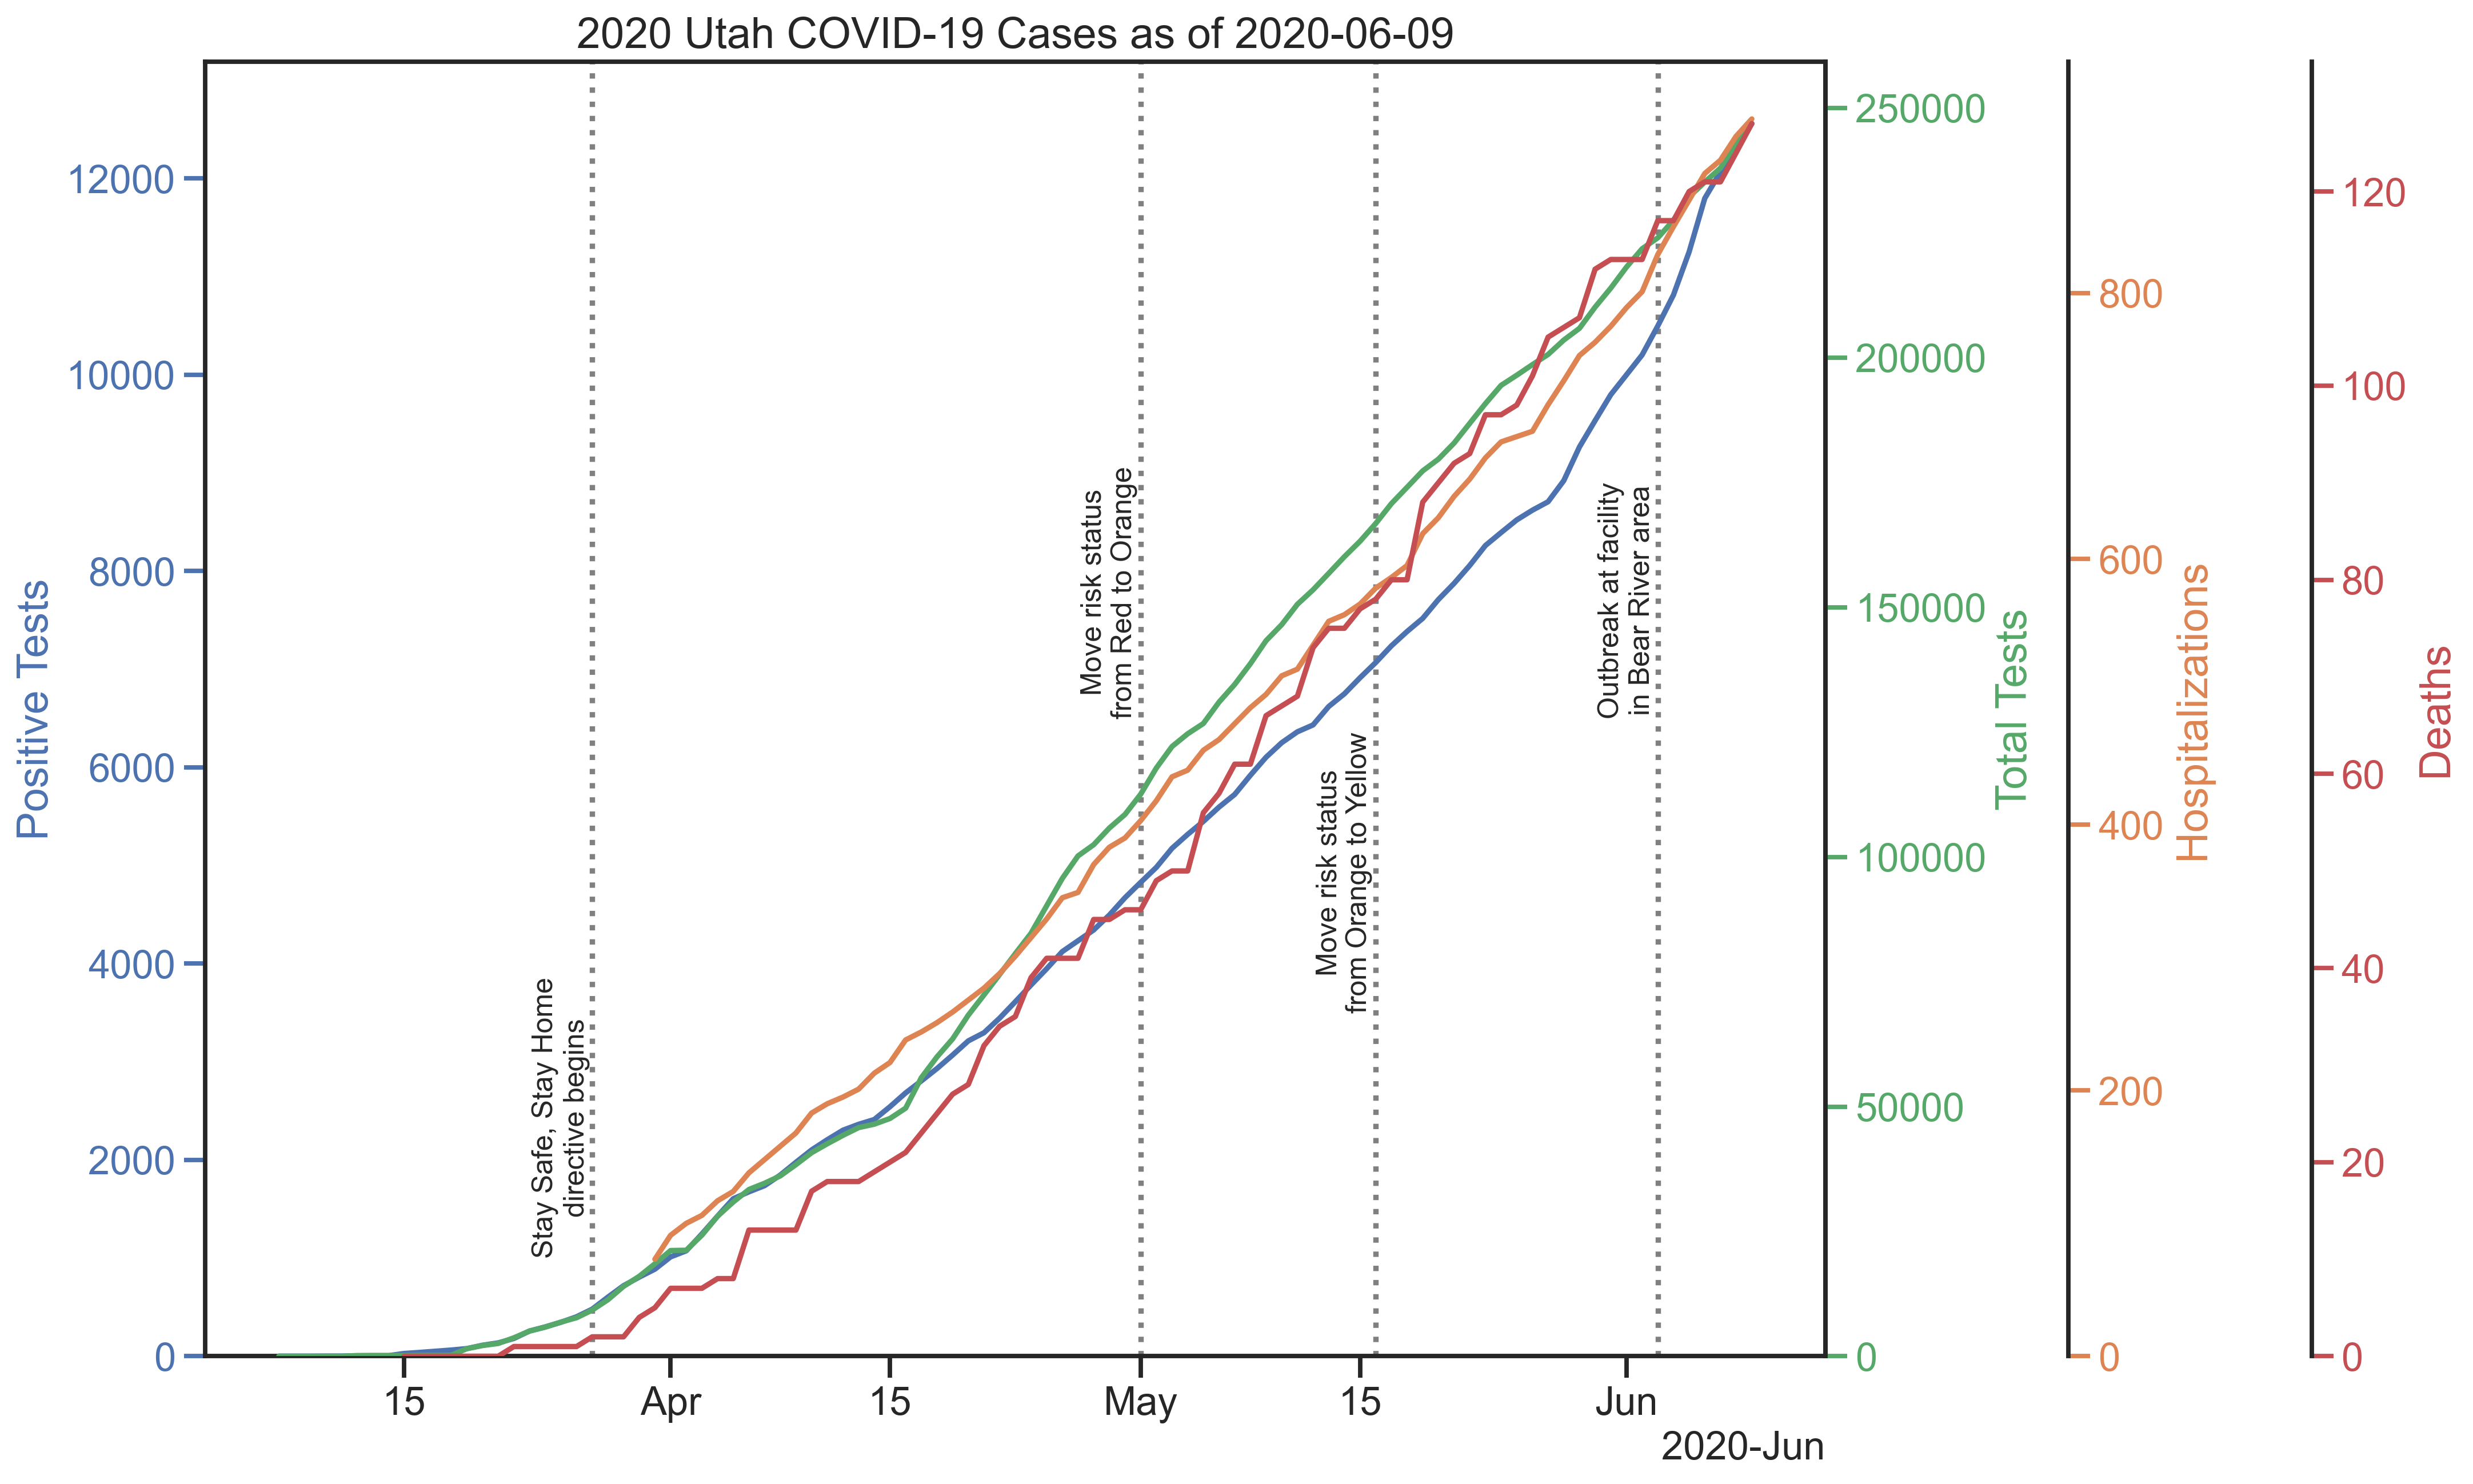 2020 Utah COVID-19 Cases as of 2020-06-09
Positive Tests
12000
10000
8000
6000
4000
2000
0
Stay Safe, Stay Home
directive begins
Move risk status
from Red to Orange
Move risk status
from Orange to Yellow
Outbreak at facility
in Bear River area
15
Apr
15
May
15
Jun
2020-Jun
250000
200000
150000
100000
50000
0
Total Tests
800
600
400
200
0
Hospitalizations
120
100
80
60
40
20
0
Deaths